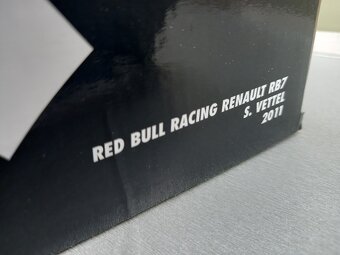 RED BULL RACING RENAULT RB7
S. VETTEL
2011